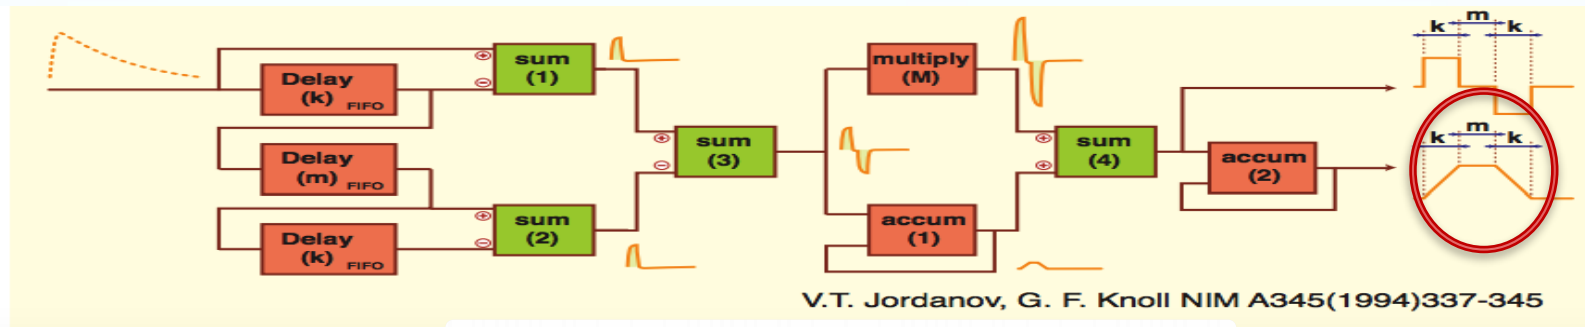 Delay
(k) FIFO
Delay
(m) FIFO
Delay
(k) FIFO
⊕
⊖
sum
(1)
⊕
⊖
sum
(2)
⊕
⊖
sum
(3)
multiply
(M)
accum
(1)
⊕
⊕
sum
(4)
accum
(2)
m
k k
m
k k
V.T. Jordanov, G. F. Knoll NIM A345(1994)337-345